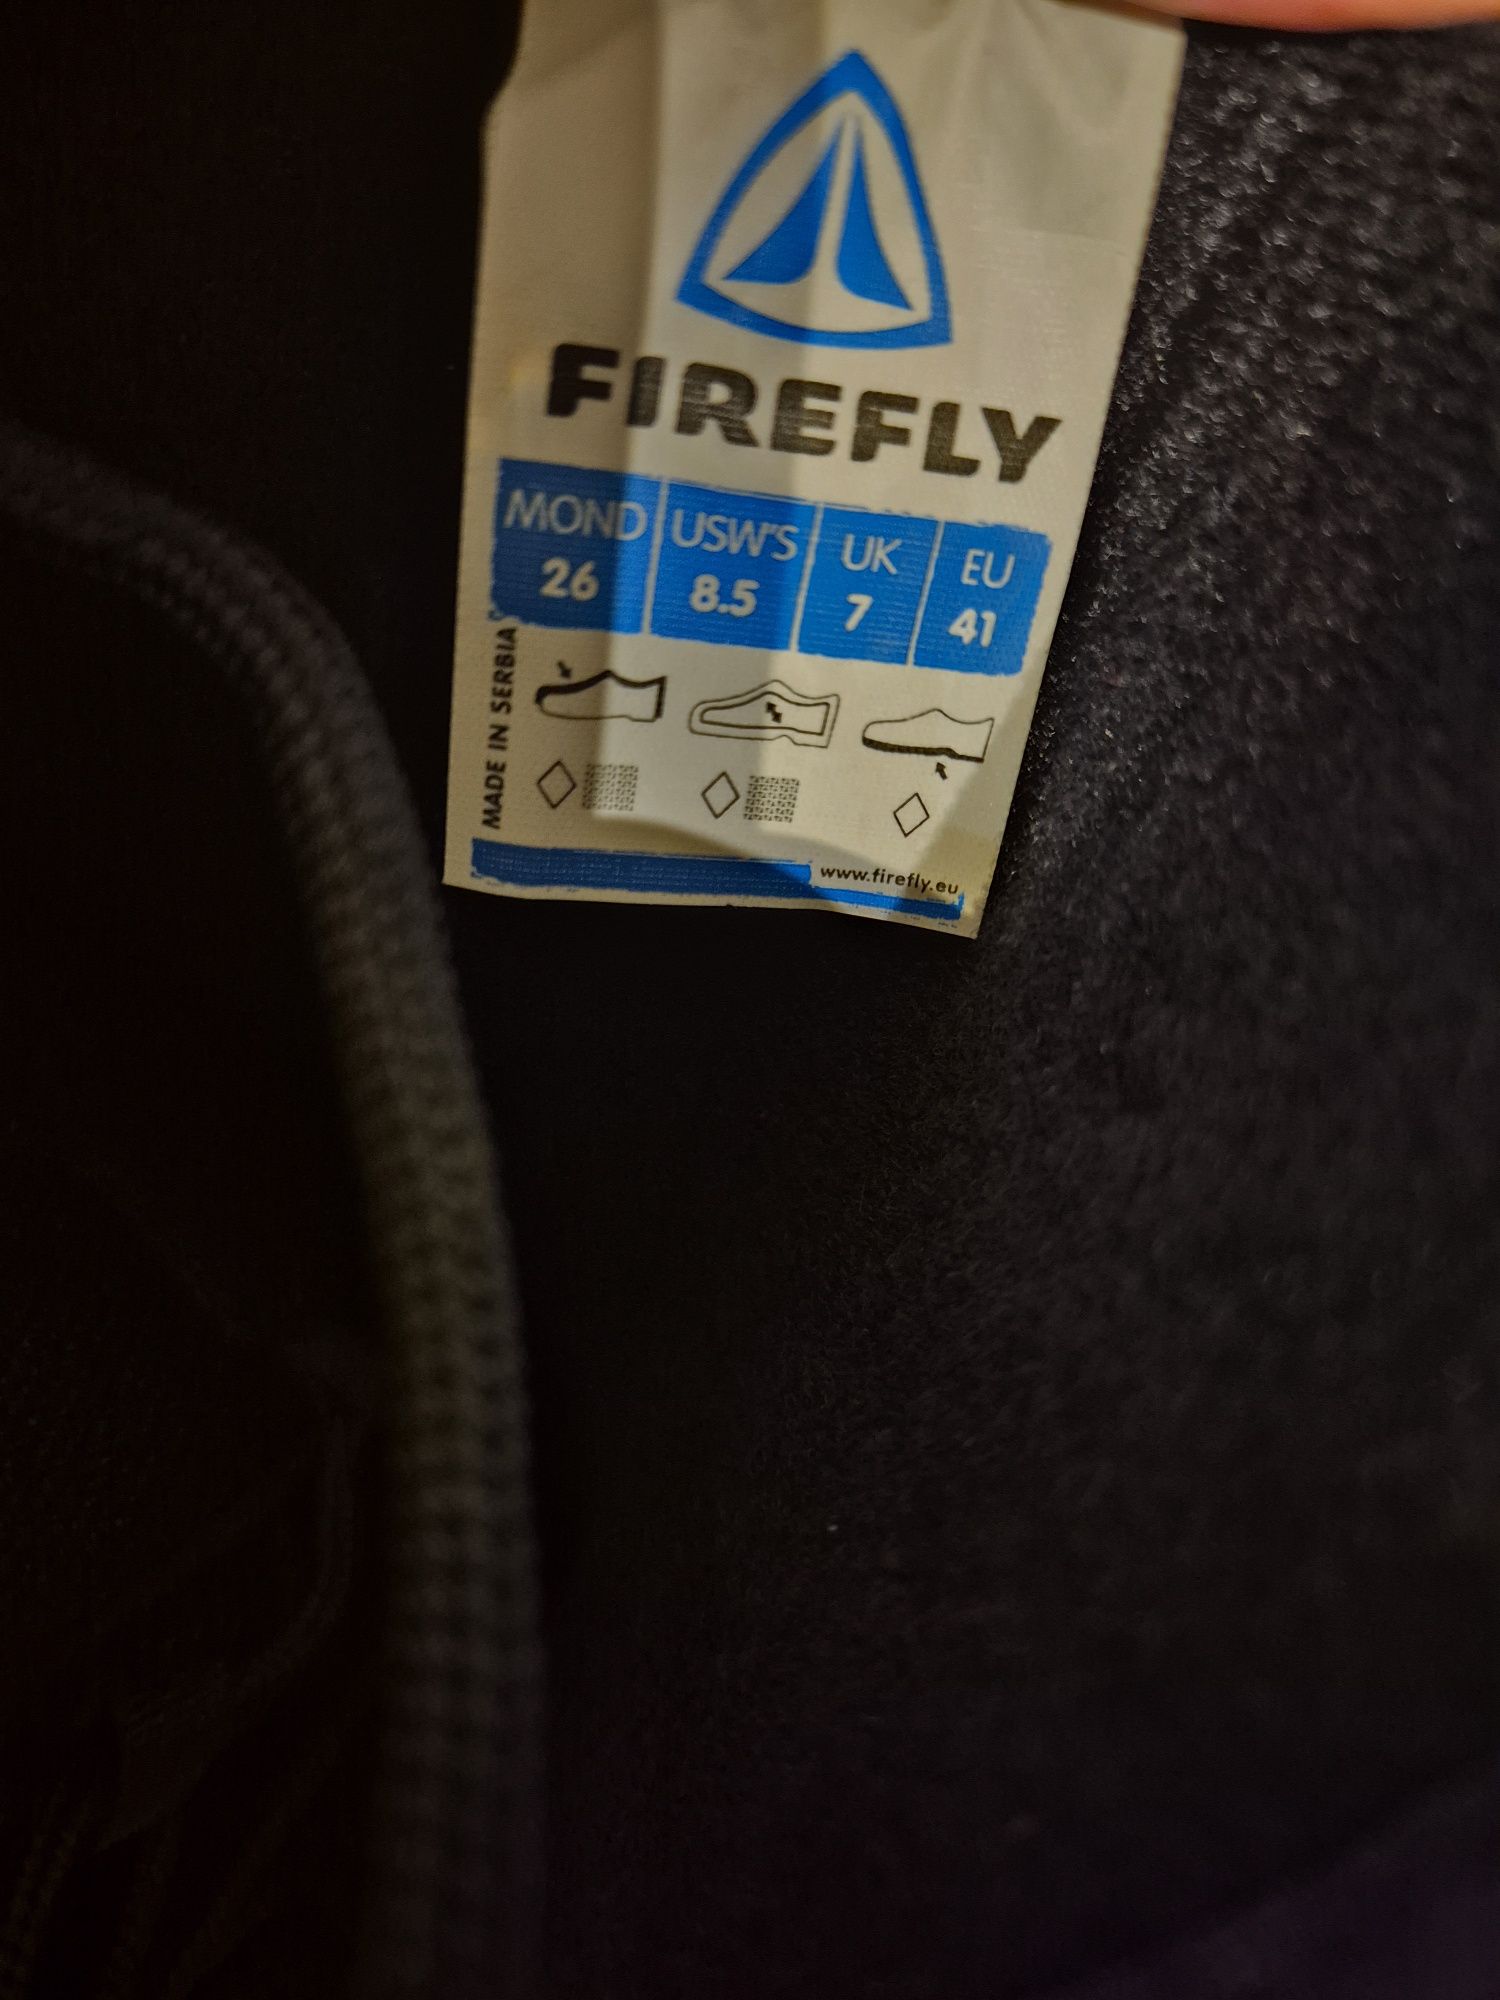 FIREFLY
MOND USW'S UK EU
26 8.5 7 41
MADE IN SERBIA
www.firefly.eu